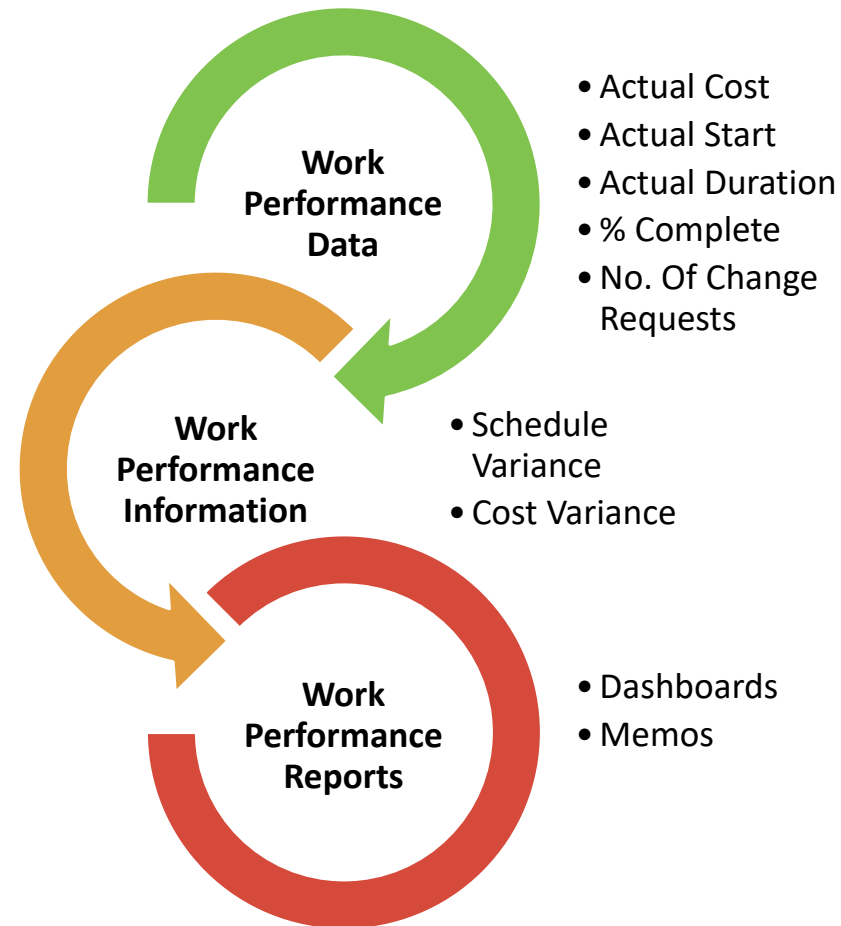 Work
Performance
Data
• Actual Cost
• Actual Start
• Actual Duration
• % Complete
• No. Of Change
Requests
Work
Performance
Information
• Schedule
Variance
• Cost Variance
Work
Performance
Reports
• Dashboards
• Memos